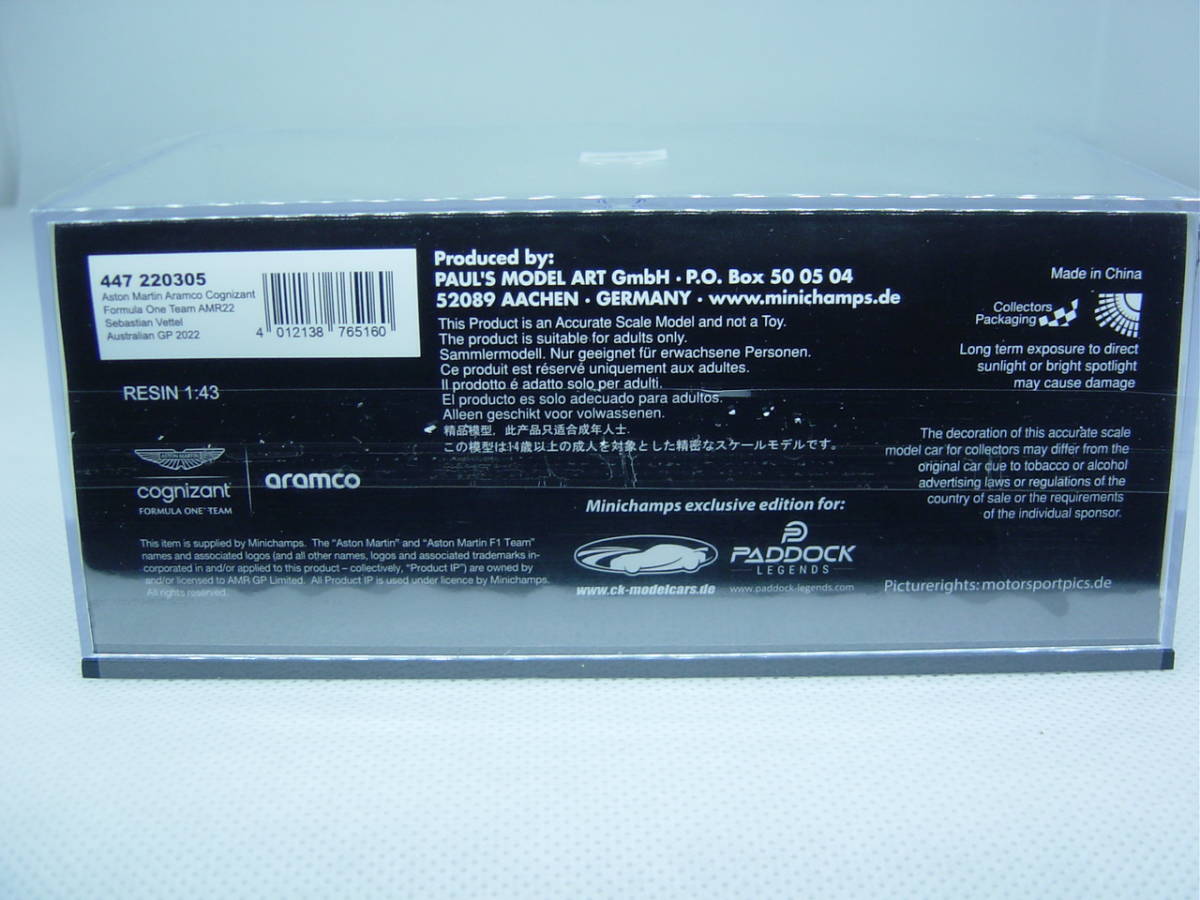 447 220305
Aston Martin Aramco Cognizant
Formula One Team AMR22
Sebastian Vettel
Australian GP 2022
4 012138 765160
RESIN 1:43
ASTON MARTIN
cognizant
FORMULA ONE™ TEAM
aramco
This item is supplied by Minichamps. The “Aston Martin” and “Aston Martin F1 Team”
names and associated logos (and all other names, logos and associated trademarks in-
corporated in and/or applied to this product – collectively, “Product IP”) are owned by
and/or licensed to AMR GP Limited. All Product IP is used under licence by Minichamps.
All rights reserved.
Produced by:
PAUL'S MODEL ART GmbH · P.O. Box 50 05 04
52089 AACHEN · GERMANY · www.minichamps.de
This Product is an Accurate Scale Model and not a Toy.
The product is suitable for adults only.
Sammlermodell. Nur geeignet für erwachsene Personen.
Ce produit est réservé uniquement aux adultes.
Il prodotto é adatto solo per adulti.
El producto es solo adecuado para adultos.
Alleen geschikt voor volwassenen.
精品模型，此产品只适合成年人士.
この模型は14歳以上の成人を対象とした精密なスケールモデルです。
Minichamps exclusive edition for:
www.ck-modelcars.de
PADDOCK
LEGENDS
www.paddock-legends.com
Made in China
Collectors
Packaging
Long term exposure to direct
sunlight or bright spotlight
may cause damage
The decoration of this accurate scale
model car for collectors may differ from the
original car due to tobacco or alcohol
advertising laws or regulations of the
country of sale or the requirements
of the individual sponsor.
Picturerights: motorsportpics.de